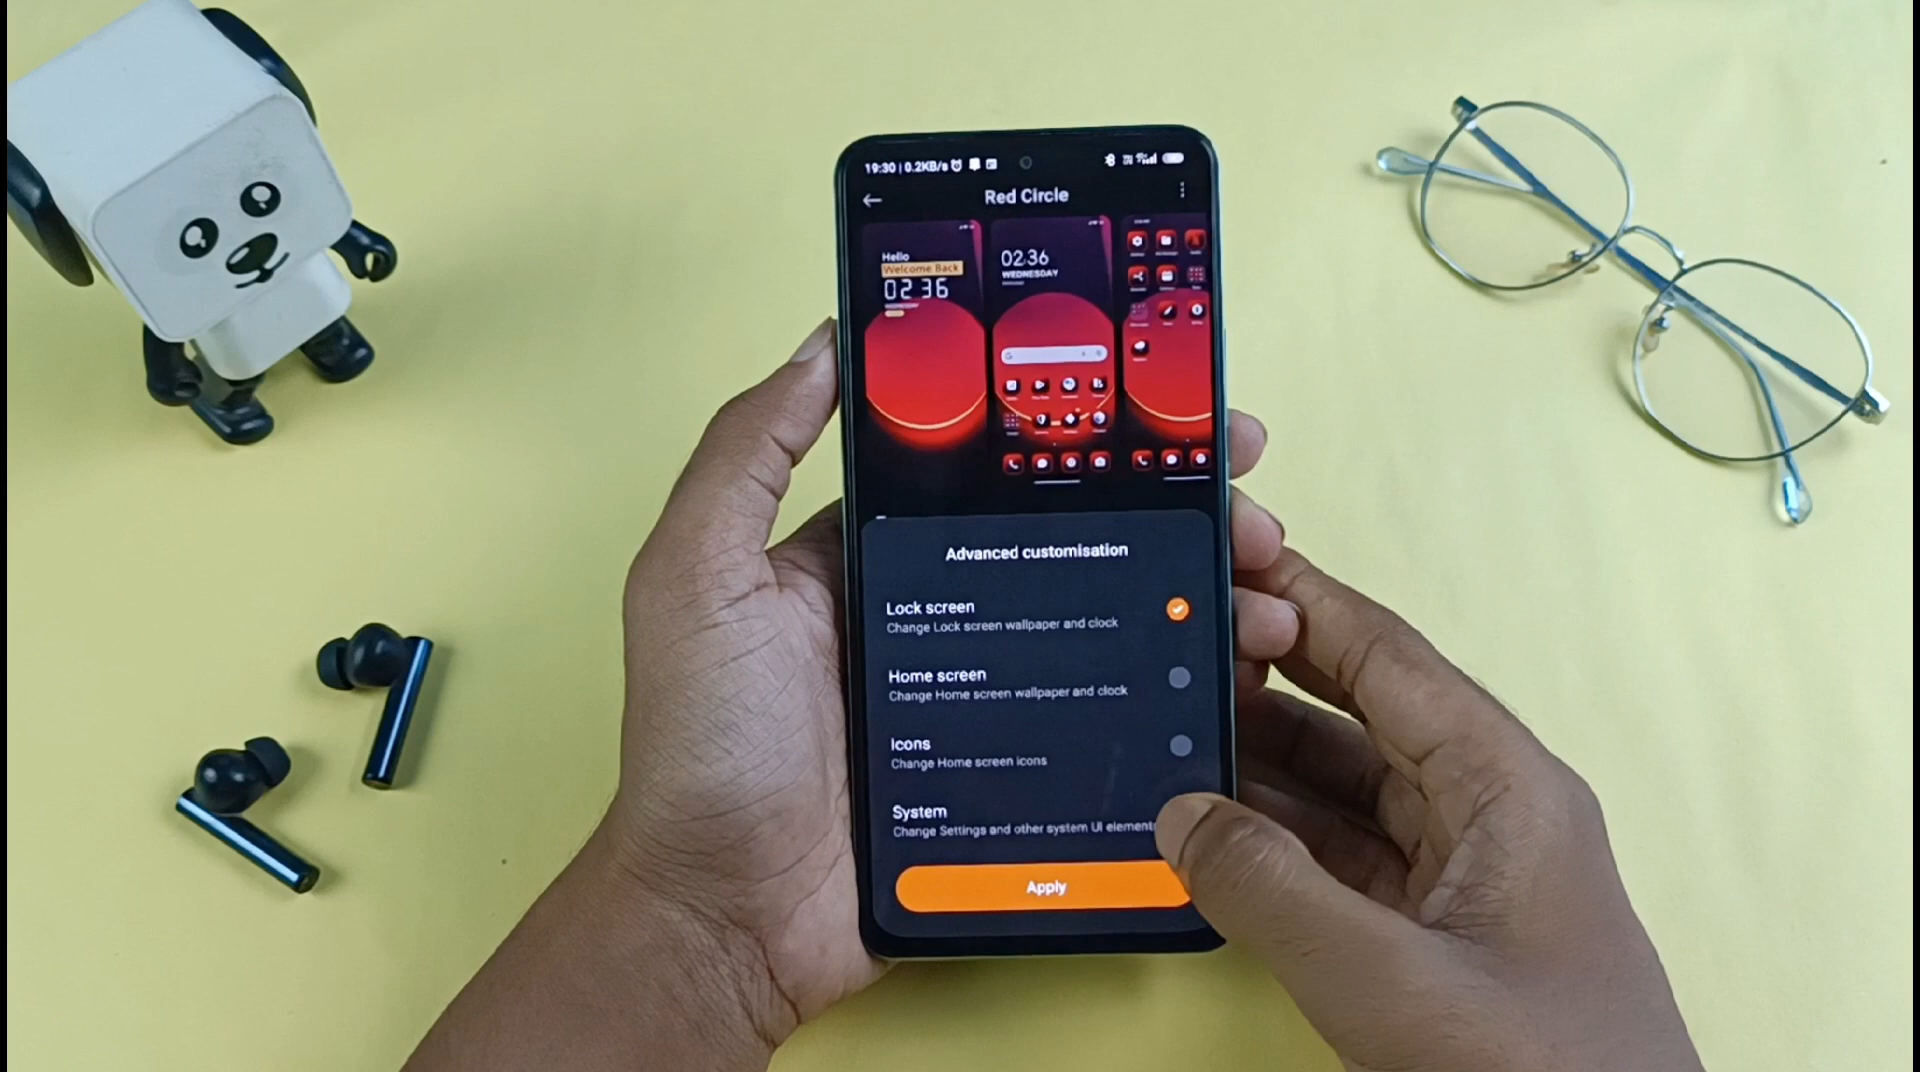 19:30 | 0.2KB/s
Red Circle
Hello
Welcome Back
02 36
02:36
WEDNESDAY
Advanced customisation
Lock screen
Change Lock screen wallpaper and clock
Home screen
Change Home screen wallpaper and clock
Icons
Change Home screen icons
System
Change Settings and other system UI elements
Apply